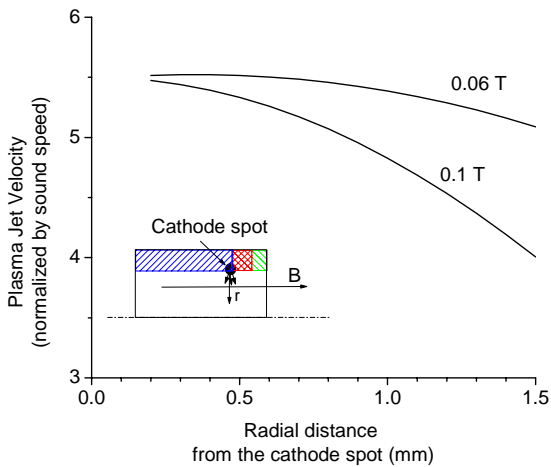 6
5
4
3
Plasma Jet Velocity
(normalized by sound speed)
0.06 T
0.1 T
Cathode spot
B
r
0.0
0.5
1.0
1.5
Radial distance
from the cathode spot (mm)